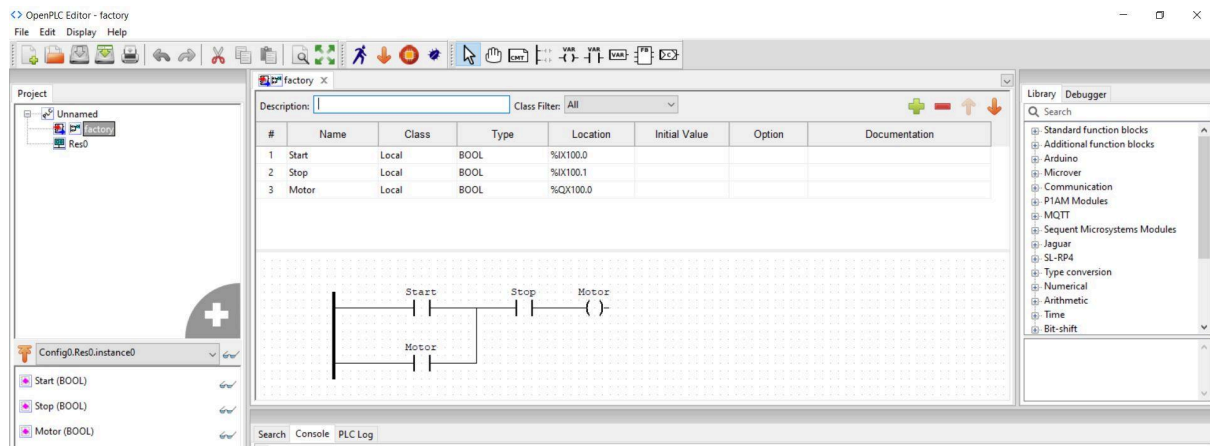 OpenPLC Editor - factory
File Edit Display Help
factory
Description:
Class Filter: All
# Name Class Type Location Initial Value Option Documentation
1 Start Local BOOL %IX100.0
2 Stop Local BOOL %IX100.1
3 Motor Local BOOL %QX100.0
Start Stop Motor
Motor
Project
Unnamed
factory
Res0
Config0.Res0.instance0
Start (BOOL)
Stop (BOOL)
Motor (BOOL)
Search Console PLC Log
Library Debugger
Search
Standard function blocks
Additional function blocks
Arduino
Microver
Communication
P1AM Modules
MQTT
Sequent Microsystems Modules
Jaguar
SL-RP4
Type conversion
Numerical
Arithmetic
Time
Bit-shift